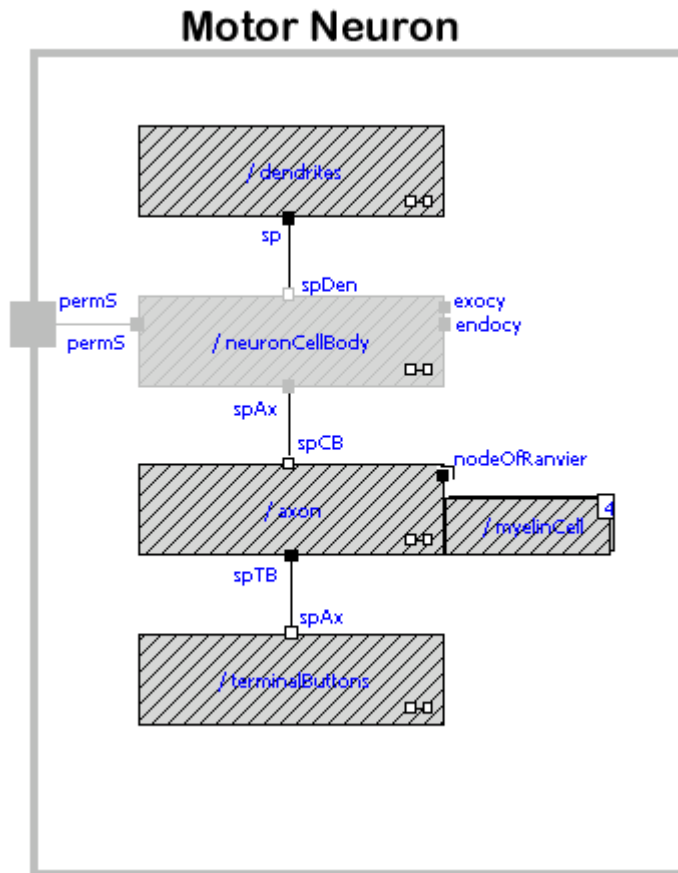 Motor Neuron
/ dendrites
sp
spDen
permS
exocy
permS
/ neuronCellBody
endocy
spAx
spCB
nodeOfRanvier
/ axon
4
/ myelinCell
spTB
spAx
/ terminalButtons